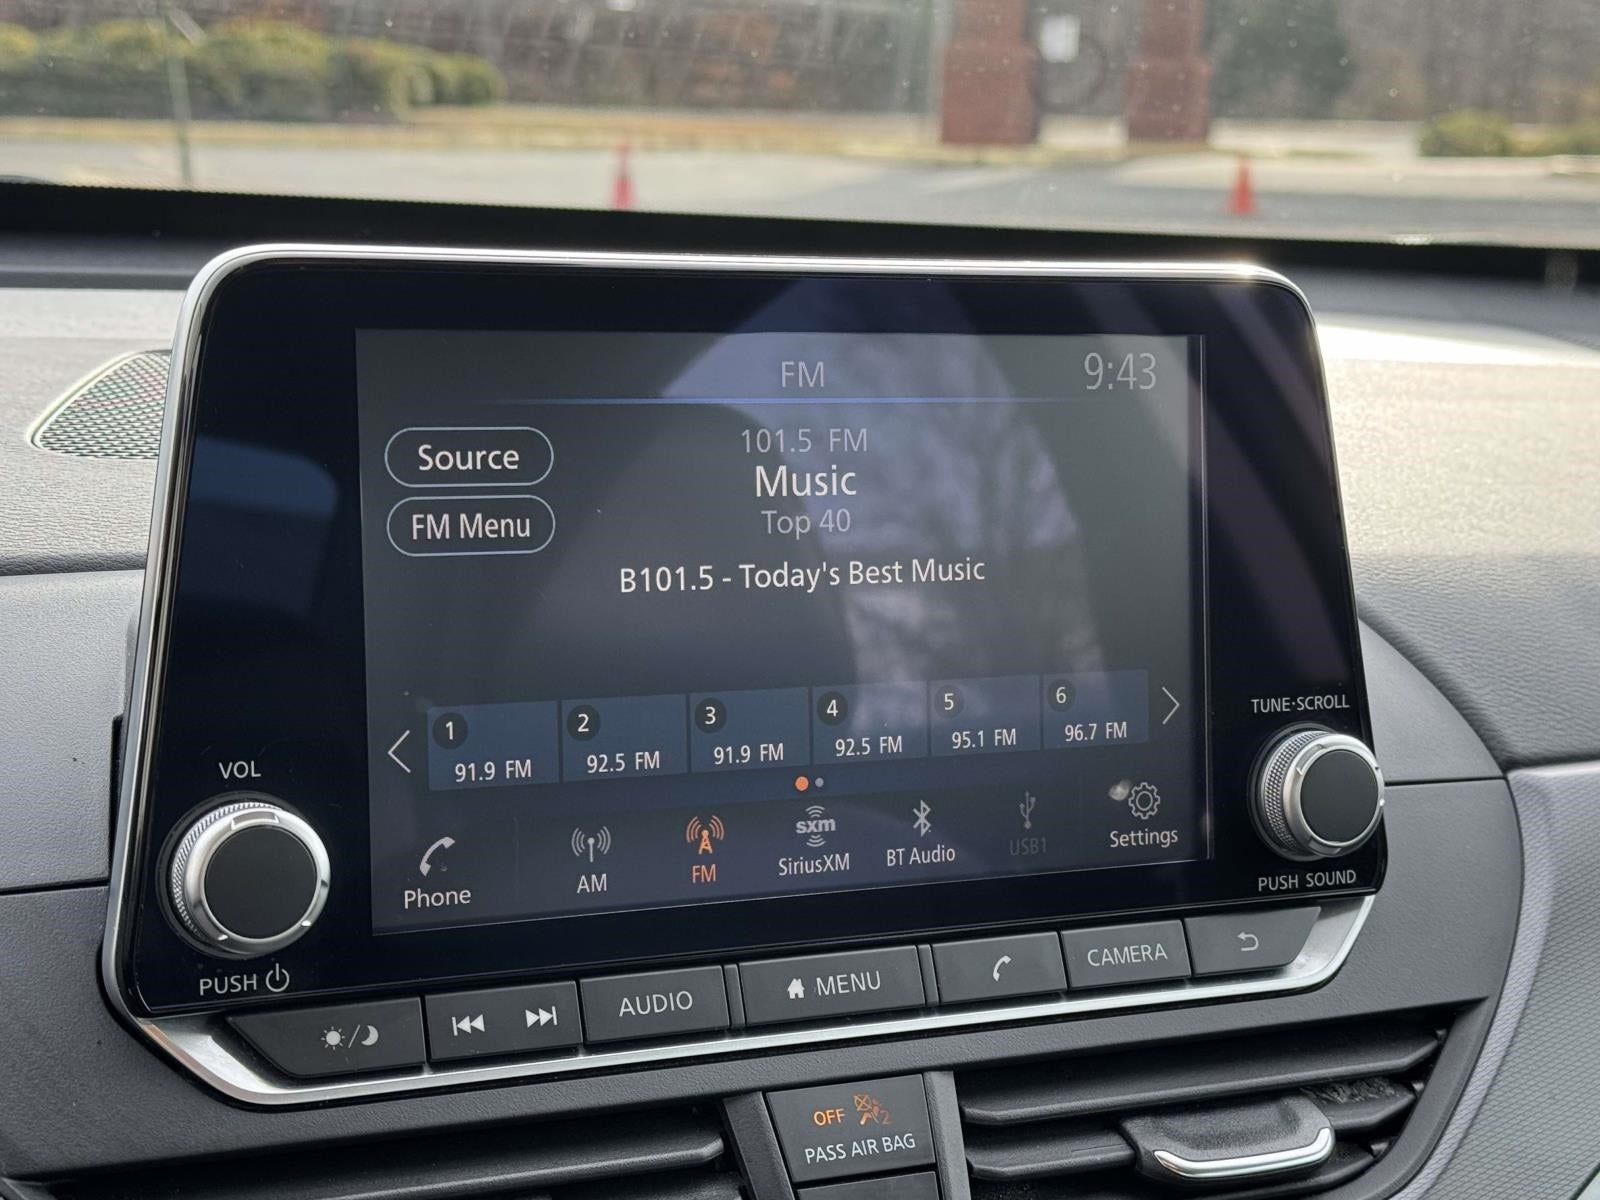 FM
9:43
Source
101.5 FM
Music
FM Menu
Top 40
B101.5 - Today's Best Music
1
91.9 FM
2
92.5 FM
3
91.9 FM
4
92.5 FM
5
95.1 FM
6
96.7 FM
Phone
AM
FM
sxm
SiriusXM
BT Audio
USB1
Settings
VOL
PUSH
TUNE·SCROLL
PUSH SOUND
AUDIO
MENU
CAMERA
OFF
2
PASS AIR BAG